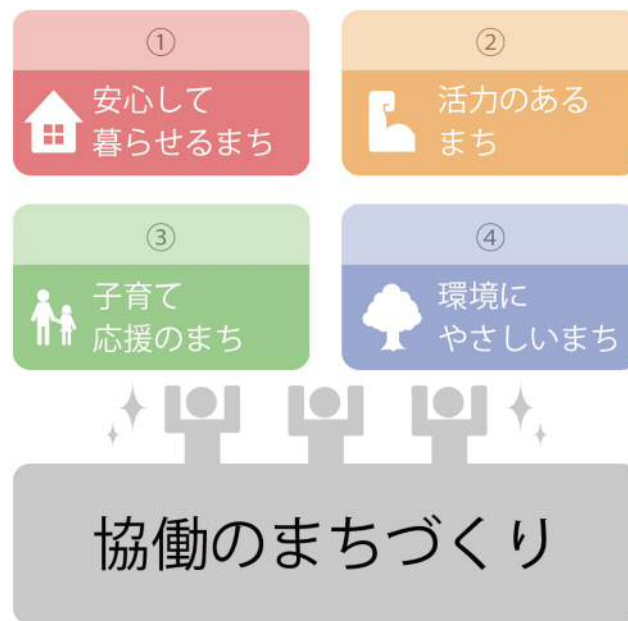 ①
安心して
暮らせるまち
②
活力のある
まち
③
子育て
応援のまち
④
環境に
やさしいまち
協働のまちづくり